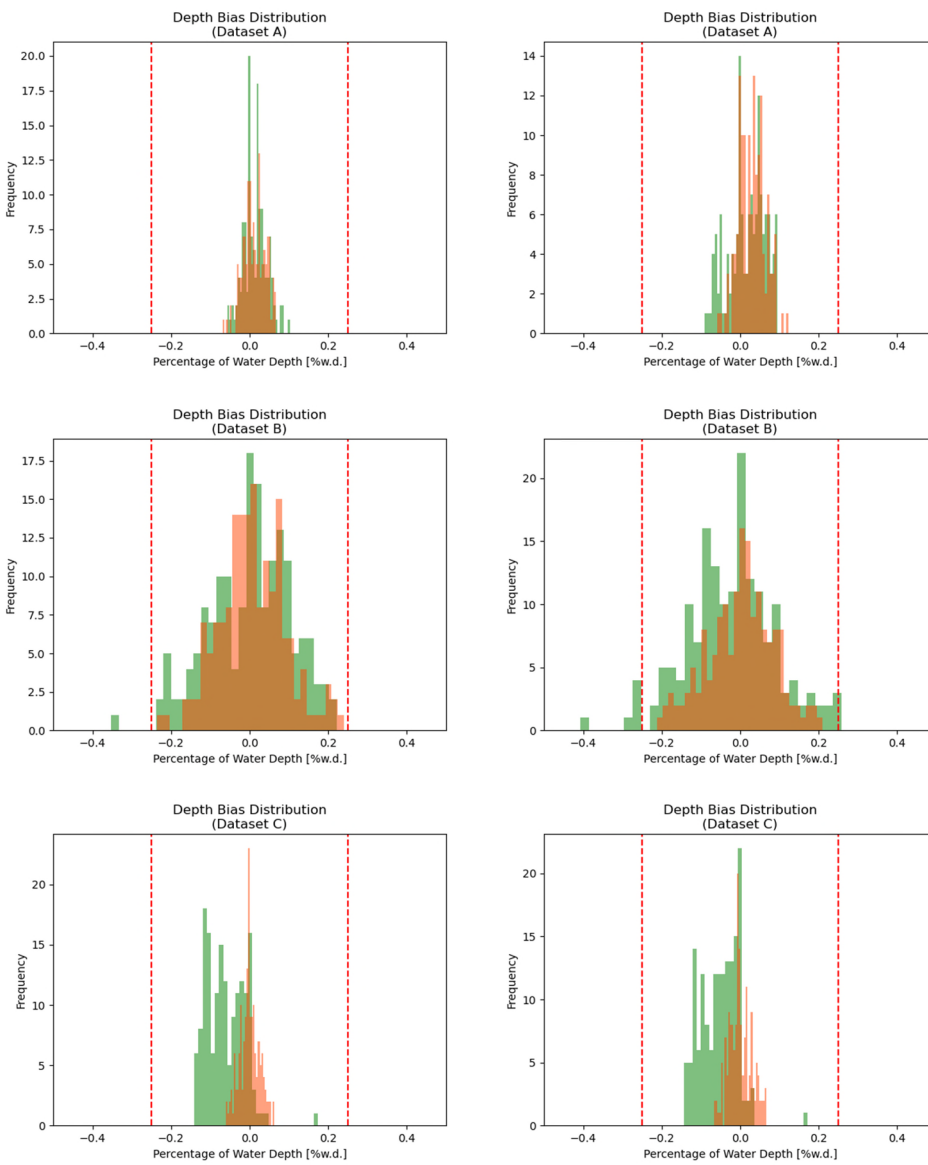 Depth Bias Distribution
(Dataset A)
20.0
17.5
15.0
12.5
10.0
7.5
5.0
2.5
0.0
Frequency
−0.4 −0.2 0.0 0.2 0.4
Percentage of Water Depth [%w.d.]
Depth Bias Distribution
(Dataset A)
14
12
10
8
6
4
2
0
Frequency
−0.4 −0.2 0.0 0.2 0.4
Percentage of Water Depth [%w.d.]
Depth Bias Distribution
(Dataset B)
17.5
15.0
12.5
10.0
7.5
5.0
2.5
0.0
Frequency
−0.4 −0.2 0.0 0.2 0.4
Percentage of Water Depth [%w.d.]
Depth Bias Distribution
(Dataset B)
20
15
10
5
0
Frequency
−0.4 −0.2 0.0 0.2 0.4
Percentage of Water Depth [%w.d.]
Depth Bias Distribution
(Dataset C)
20
15
10
5
0
Frequency
−0.4 −0.2 0.0 0.2 0.4
Percentage of Water Depth [%w.d.]
Depth Bias Distribution
(Dataset C)
20
15
10
5
0
Frequency
−0.4 −0.2 0.0 0.2 0.4
Percentage of Water Depth [%w.d.]